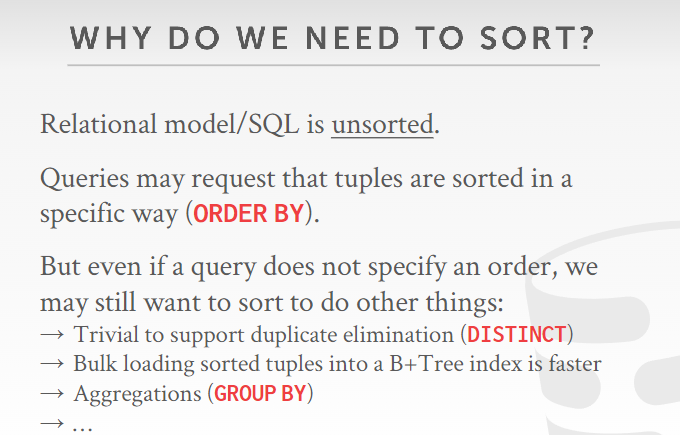 WHY DO WE NEED TO SORT?
Relational model/SQL is unsorted.
Queries may request that tuples are sorted in a
specific way (ORDER BY).
But even if a query does not specify an order, we
may still want to sort to do other things:
→ Trivial to support duplicate elimination (DISTINCT)
→ Bulk loading sorted tuples into a B+Tree index is faster
→ Aggregations (GROUP BY)
→ …